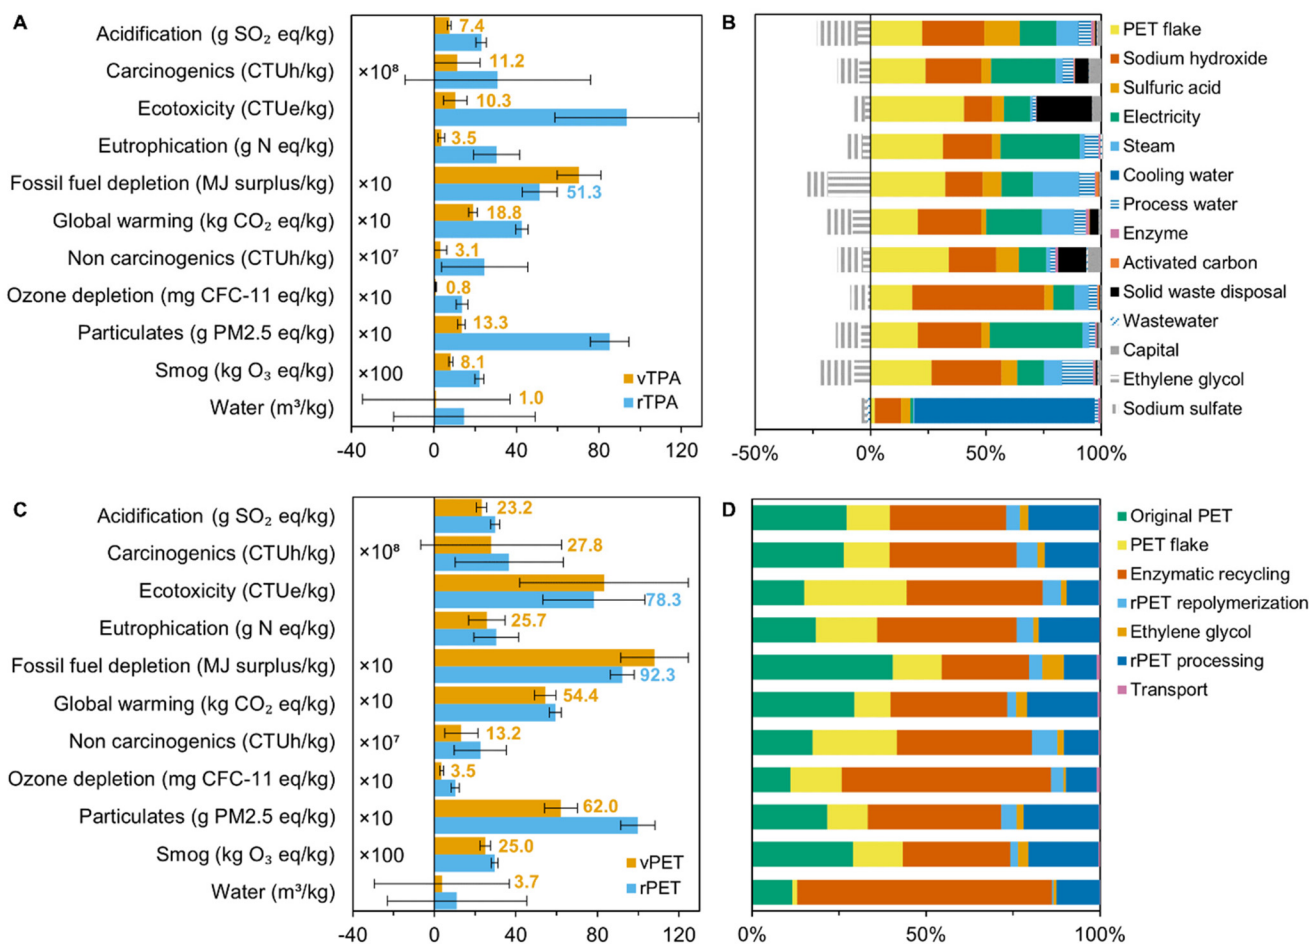 A
Acidification (g SO₂ eq/kg)
7.4
Carcinogenics (CTUh/kg)
×10⁸
11.2
Ecotoxicity (CTUe/kg)
10.3
Eutrophication (g N eq/kg)
3.5
Fossil fuel depletion (MJ surplus/kg)
×10
51.3
Global warming (kg CO₂ eq/kg)
×10
18.8
Non carcinogenics (CTUh/kg)
×10⁷
3.1
Ozone depletion (mg CFC-11 eq/kg)
×10
0.8
Particulates (g PM2.5 eq/kg)
×10
13.3
Smog (kg O₃ eq/kg)
×100
8.1
Water (m³/kg)
1.0
vTPA
rTPA
-40 0 40 80 120
B
PET flake
Sodium hydroxide
Sulfuric acid
Electricity
Steam
Cooling water
Process water
Enzyme
Activated carbon
Solid waste disposal
Wastewater
Capital
Ethylene glycol
Sodium sulfate
-50% 0% 50% 100%
C
Acidification (g SO₂ eq/kg)
23.2
Carcinogenics (CTUh/kg)
×10⁸
27.8
Ecotoxicity (CTUe/kg)
78.3
Eutrophication (g N eq/kg)
25.7
Fossil fuel depletion (MJ surplus/kg)
×10
92.3
Global warming (kg CO₂ eq/kg)
×10
54.4
Non carcinogenics (CTUh/kg)
×10⁷
13.2
Ozone depletion (mg CFC-11 eq/kg)
×10
3.5
Particulates (g PM2.5 eq/kg)
×10
62.0
Smog (kg O₃ eq/kg)
×100
25.0
Water (m³/kg)
3.7
vPET
rPET
-40 0 40 80 120
D
Original PET
PET flake
Enzymatic recycling
rPET repolymerization
Ethylene glycol
rPET processing
Transport
0% 50% 100%